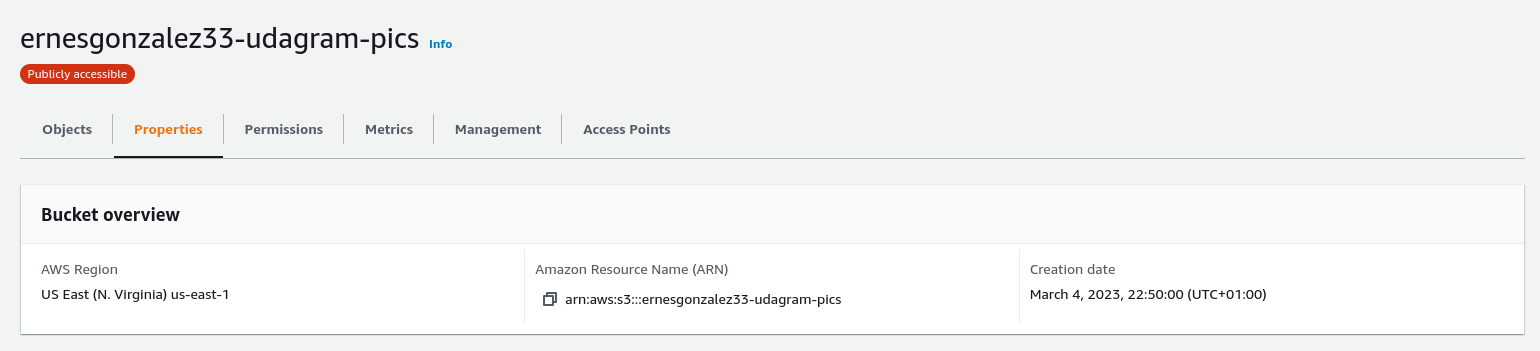 ernesgonzalez33-udagram-pics Info
Publicly accessible
Objects Properties Permissions Metrics Management Access Points
Bucket overview
AWS Region
US East (N. Virginia) us-east-1
Amazon Resource Name (ARN)
arn:aws:s3:::ernesgonzalez33-udagram-pics
Creation date
March 4, 2023, 22:50:00 (UTC+01:00)